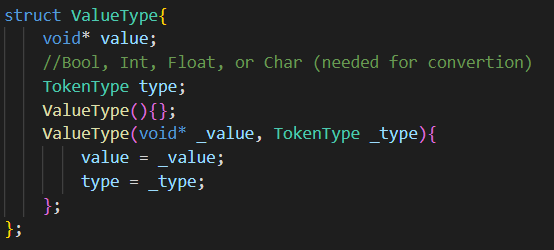 struct ValueType{
    void* value;
    //Bool, Int, Float, or Char (needed for convertion)
    TokenType type;
    ValueType(){};
    ValueType(void* _value, TokenType _type){
        value = _value;
        type = _type;
    };
};